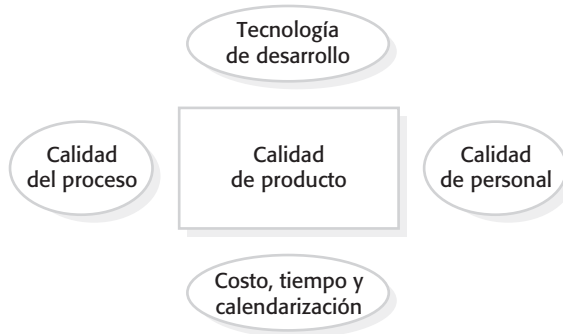 Tecnología
de desarrollo
Calidad
del proceso
Calidad
de producto
Calidad
de personal
Costo, tiempo y
calendarización